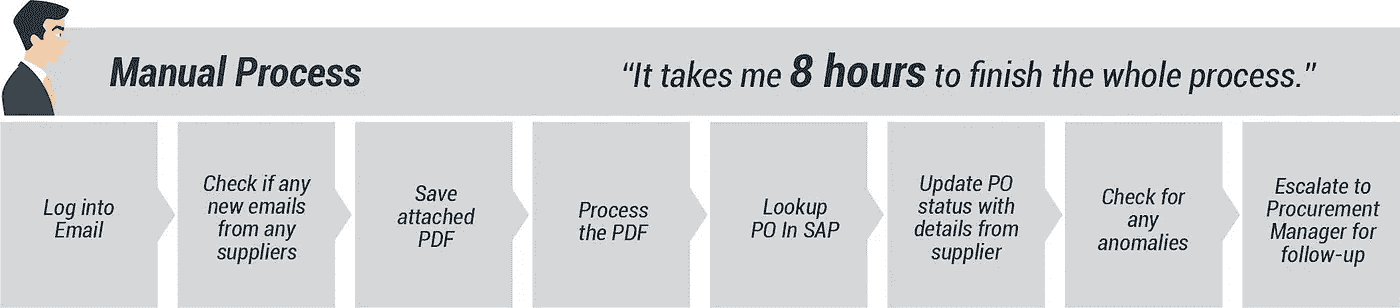 Manual Process
“It takes me 8 hours to finish the whole process.”
Log into
Email
Check if any
new emails
from any
suppliers
Save
attached
PDF
Process
the PDF
Lookup
PO In SAP
Update PO
status with
details from
supplier
Check for
any
anomalies
Escalate to
Procurement
Manager for
follow-up